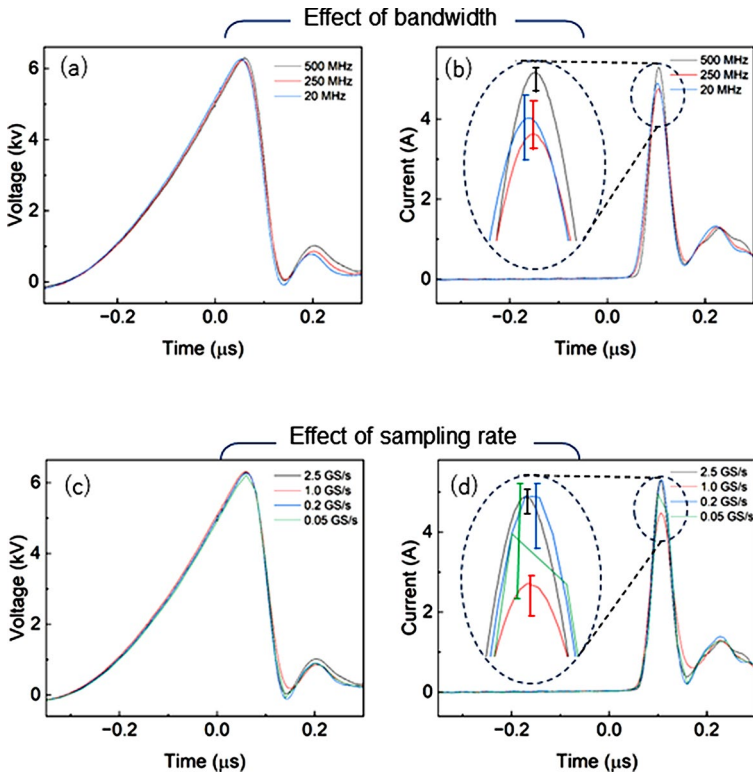 Effect of bandwidth
(a)
500 MHz
250 MHz
20 MHz
6
4
2
0
Voltage (kv)
−0.2
0.0
0.2
Time (μs)
(b)
500 MHz
250 MHz
20 MHz
4
2
0
Current (A)
−0.2
0.0
0.2
Time (μs)
Effect of sampling rate
(c)
2.5 GS/s
1.0 GS/s
0.2 GS/s
0.05 GS/s
6
4
2
0
Voltage (kV)
−0.2
0.0
0.2
Time (μs)
(d)
2.5 GS/s
1.0 GS/s
0.2 GS/s
0.05 GS/s
4
2
0
Current (A)
−0.2
0.0
0.2
Time (μs)